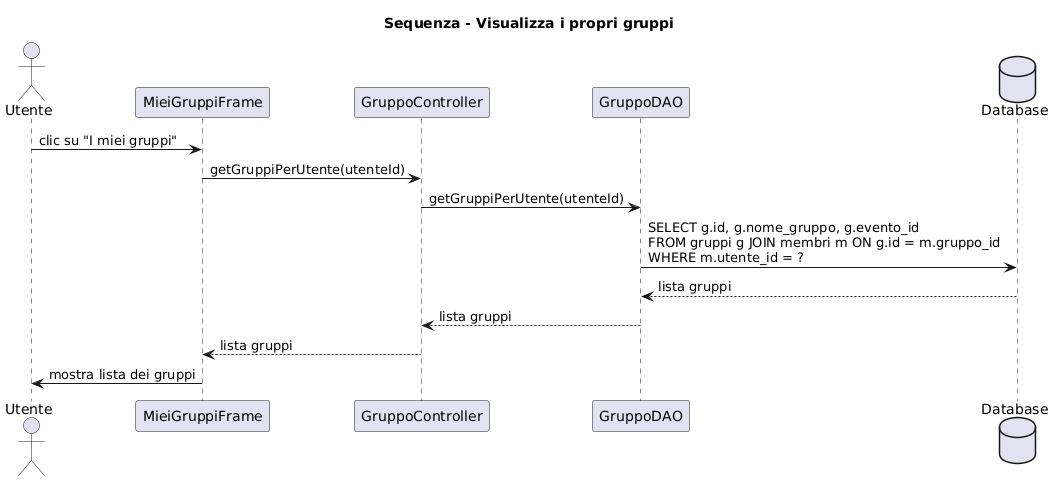 Sequenza - Visualizza i propri gruppi
Utente
MieiGruppiFrame
GruppoController
GruppoDAO
Database
clic su "I miei gruppi"
getGruppiPerUtente(utenteId)
getGruppiPerUtente(utenteId)
SELECT g.id, g.nome_gruppo, g.evento_id
FROM gruppi g JOIN membri m ON g.id = m.gruppo_id
WHERE m.utente_id = ?
lista gruppi
lista gruppi
lista gruppi
mostra lista dei gruppi
Utente
MieiGruppiFrame
GruppoController
GruppoDAO
Database